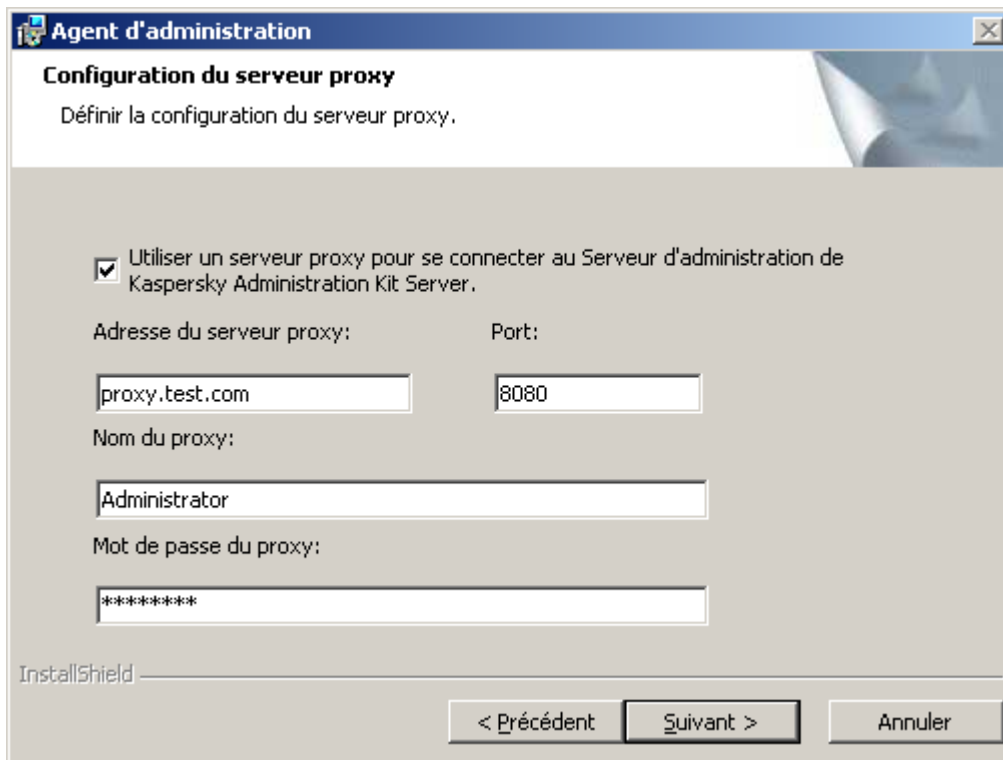 Agent d'administration
Configuration du serveur proxy
Définir la configuration du serveur proxy.
Utiliser un serveur proxy pour se connecter au Serveur d'administration de
Kaspersky Administration Kit Server.
Adresse du serveur proxy: Port:
proxy.test.com 8080
Nom du proxy:
Administrator
Mot de passe du proxy:
********
InstallShield
< Précédent Suivant > Annuler